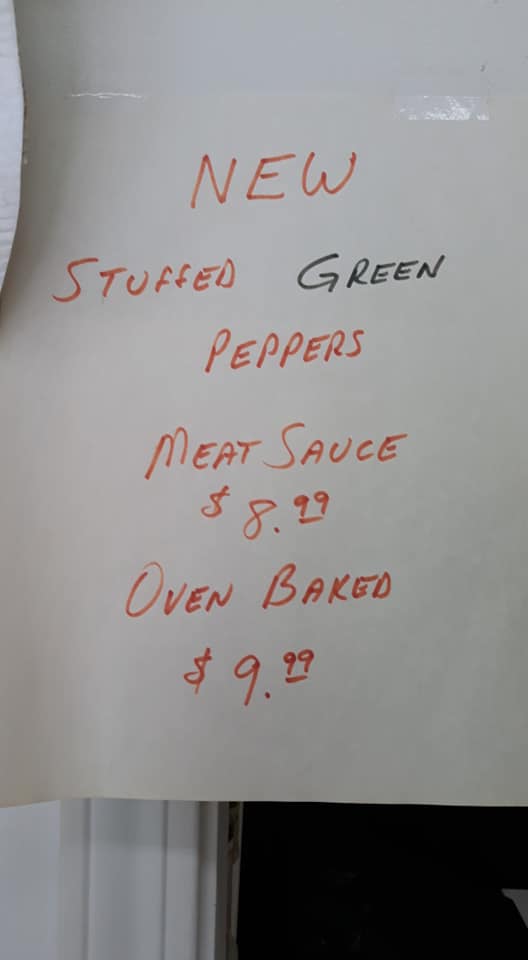 NEW
STUFFED GREEN
PEPPERS
MEAT SAUCE
$8.99
OVEN BAKED
$9.99